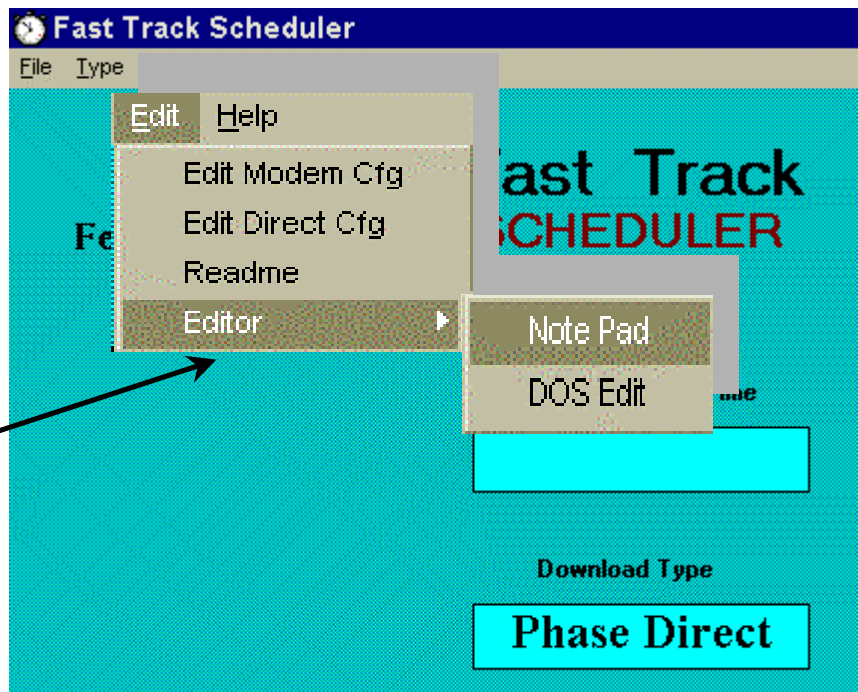 Fast Track Scheduler
File Type
Edit Help
Edit Modem Cfg
Edit Direct Cfg
Readme
Editor
Note Pad
DOS Edit
ast Track
SCHEDULER
Fe
Download Type
Phase Direct